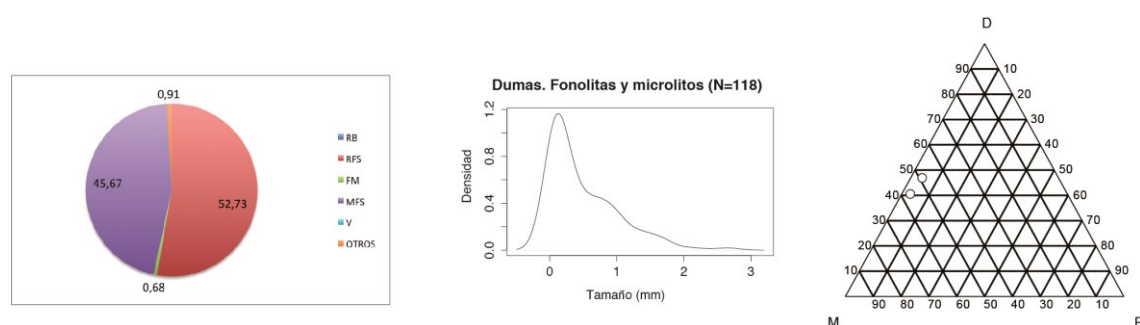 0,91
45,67
52,73
0,68
RB
RFS
FM
MFS
V
OTROS
Dumas. Fonolitas y microlitos (N=118)
Densidad
1.2
0.8
0.4
0.0
0 1 2 3
Tamaño (mm)
D
90 10
80 20
70 30
60 40
50 50
40 60
30 70
20 80
10 90
90 80 70 60 50 40 30 20 10
M